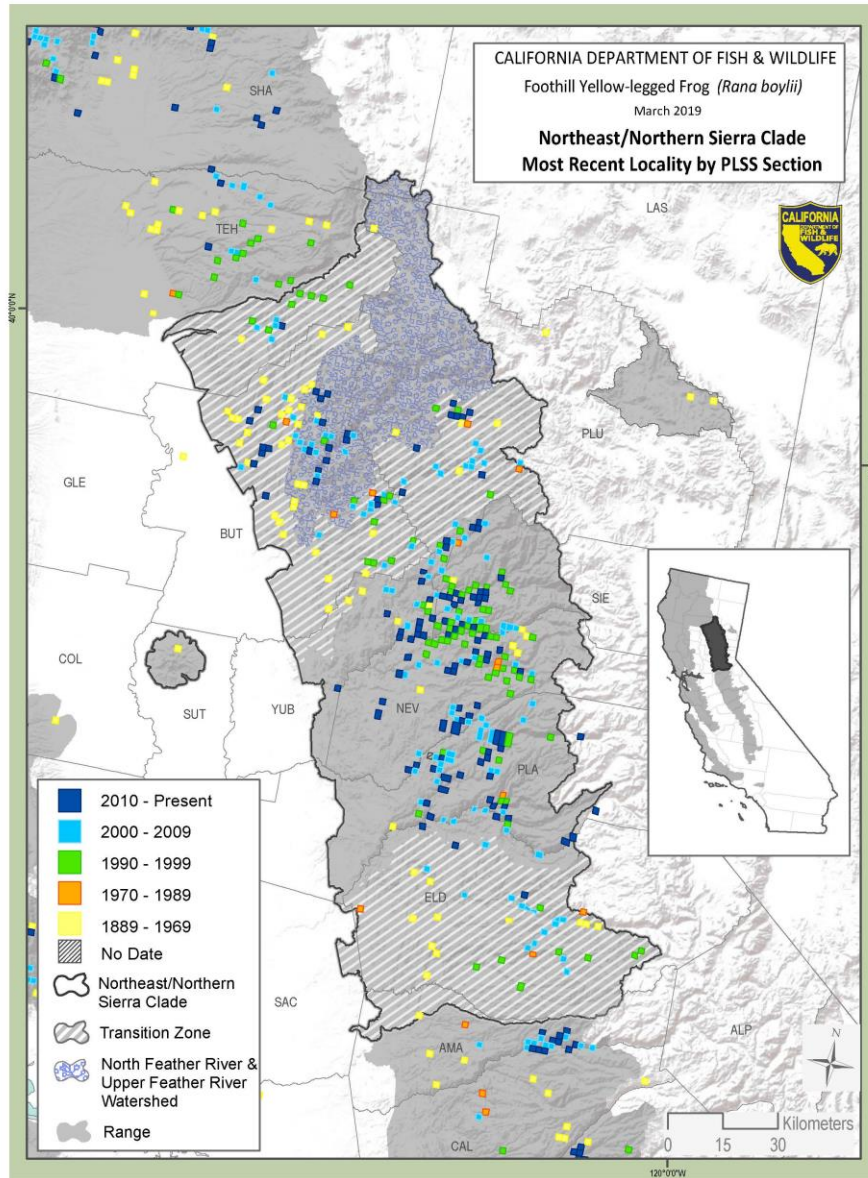 CALIFORNIA DEPARTMENT OF FISH & WILDLIFE
Foothill Yellow-legged Frog (Rana boylii)
March 2019
Northeast/Northern Sierra Clade
Most Recent Locality by PLSS Section
CALIFORNIA
DEPARTMENT OF
FISH &
WILDLIFE
SHA
LAS
TEH
40°0'0"N
PLU
GLE
BUT
SIE
COL
SUT
YUB
NEV
PLA
ELD
SAC
AMA
ALP
CAL
2010 - Present
2000 - 2009
1990 - 1999
1970 - 1989
1889 - 1969
No Date
Northeast/Northern
Sierra Clade
Transition Zone
North Feather River &
Upper Feather River
Watershed
Range
N
Kilometers
0 15 30
120°0'0"W